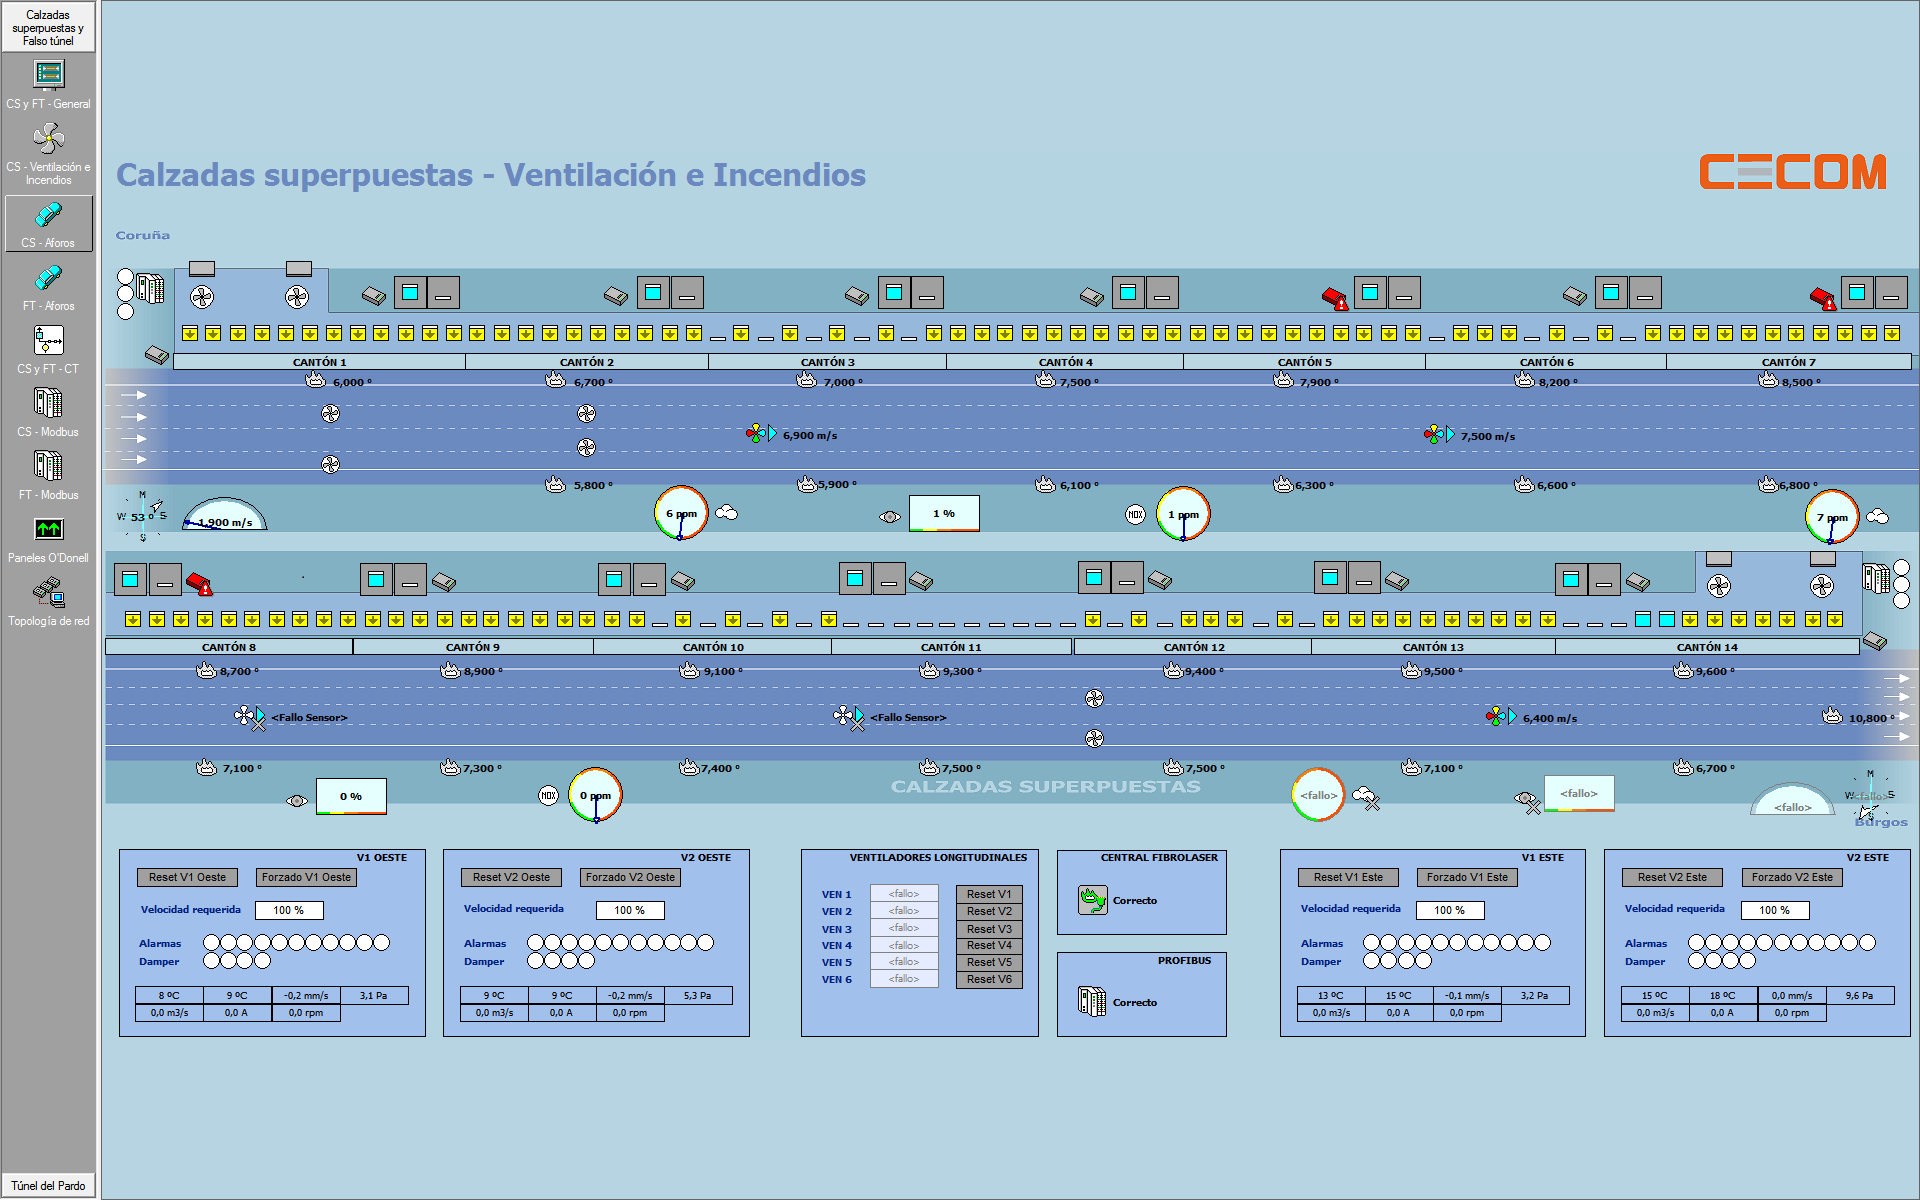 Calzadas
superpuestas y
Falso túnel
CS y FT - General
CS - Ventilación e
Incendios
CS - Aforos
FT - Aforos
CS y FT - CT
CS - Modbus
FT - Modbus
Paneles O'Donell
Topología de red
Túnel del Pardo
Calzadas superpuestas - Ventilación e Incendios
CECOM
Coruña
CANTÓN 1 CANTÓN 2 CANTÓN 3 CANTÓN 4 CANTÓN 5 CANTÓN 6 CANTÓN 7
6,000 º 6,700 º 7,000 º 7,500 º 7,900 º 8,200 º 8,500 º
6,900 m/s 7,500 m/s
5,800 º 5,900 º 6,100 º 6,300 º 6,600 º 6,800 º
N
W 53 º E
S
1,900 m/s
6 ppm
1 %
NOX
1 ppm
7 ppm
CANTÓN 8 CANTÓN 9 CANTÓN 10 CANTÓN 11 CANTÓN 12 CANTÓN 13 CANTÓN 14
8,700 º 8,900 º 9,100 º 9,300 º 9,400 º 9,500 º 9,600 º
<Fallo Sensor> <Fallo Sensor> 6,400 m/s 10,800 º
7,100 º 7,300 º 7,400 º 7,500 º 7,500 º 7,100 º 6,700 º
CALZADAS SUPERPUESTAS
0 %
NOX
0 ppm
<fallo>
<fallo>
<fallo>
N
W <fallo> E
S
Burgos
V1 OESTE
Reset V1 Oeste Forzado V1 Oeste
Velocidad requerida 100 %
Alarmas
Damper
8 ºC 9 ºC -0,2 mm/s 3,1 Pa
0,0 m3/s 0,0 A 0,0 rpm
V2 OESTE
Reset V2 Oeste Forzado V2 Oeste
Velocidad requerida 100 %
Alarmas
Damper
9 ºC 9 ºC -0,2 mm/s 5,3 Pa
0,0 m3/s 0,0 A 0,0 rpm
VENTILADORES LONGITUDINALES
VEN 1 <fallo> Reset V1
VEN 2 <fallo> Reset V2
VEN 3 <fallo> Reset V3
VEN 4 <fallo> Reset V4
VEN 5 <fallo> Reset V5
VEN 6 <fallo> Reset V6
CENTRAL FIBROLASER
Correcto
PROFIBUS
Correcto
V1 ESTE
Reset V1 Este Forzado V1 Este
Velocidad requerida 100 %
Alarmas
Damper
13 ºC 15 ºC -0,1 mm/s 3,2 Pa
0,0 m3/s 0,0 A 0,0 rpm
V2 ESTE
Reset V2 Este Forzado V2 Este
Velocidad requerida 100 %
Alarmas
Damper
15 ºC 18 ºC 0,0 mm/s 9,6 Pa
0,0 m3/s 0,0 A 0,0 rpm